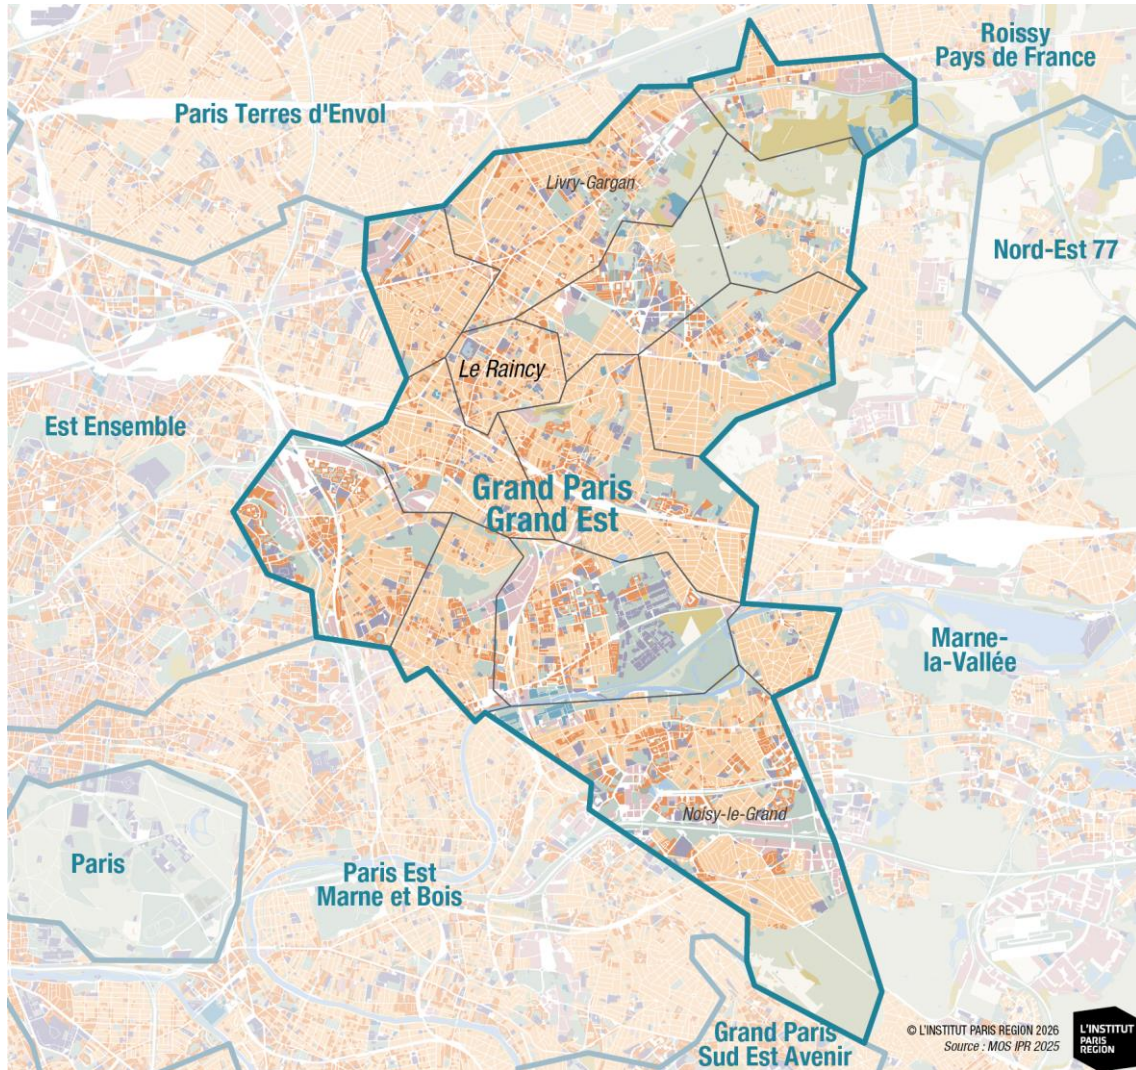 Roissy
Pays de France
Paris Terres d'Envol
Livry-Gargan
Nord-Est 77
Le Raincy
Est Ensemble
Grand Paris
Grand Est
Marne-
la-Vallée
Noisy-le-Grand
Paris
Paris Est
Marne et Bois
Grand Paris
Sud Est Avenir
© L'INSTITUT PARIS REGION 2026
Source : MOS IPR 2025
L'INSTITUT
PARIS
REGION